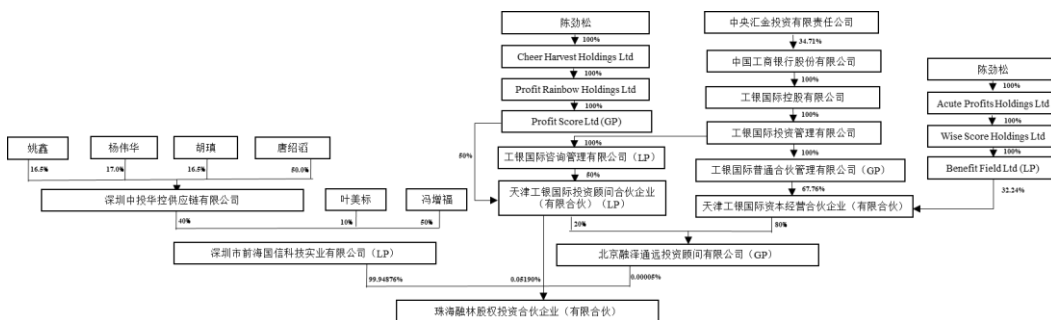 陈劲松
中央汇金投资有限责任公司
100%
34.71%
Cheer Harvest Holdings Ltd
中国工商银行股份有限公司
陈劲松
100%
100%
100%
Profit Rainbow Holdings Ltd
工银国际控股有限公司
Acute Profits Holdings Ltd
100%
100%
100%
Profit Score Ltd (GP)
工银国际投资管理有限公司
Wise Score Holdings Ltd
姚鑫
杨伟华
胡瑱
唐绍滔
50%
100%
100%
100%
工银国际咨询管理有限公司（LP）
工银国际普通合伙管理有限公司（GP）
Benefit Field Ltd (LP)
16.5%
17.0%
16.5%
50.0%
50%
67.76%
32.24%
深圳中投华控供应链有限公司
叶美标
冯增福
天津工银国际投资顾问合伙企业
（有限合伙）（LP）
天津工银国际资本经营合伙企业（有限合伙）
40%
10%
50%
20%
80%
深圳市前海国信科技实业有限公司（LP）
北京融泽通远投资顾问有限公司（GP）
99.94876%
0.05190%
0.00005%
珠海融林股权投资合伙企业（有限合伙）